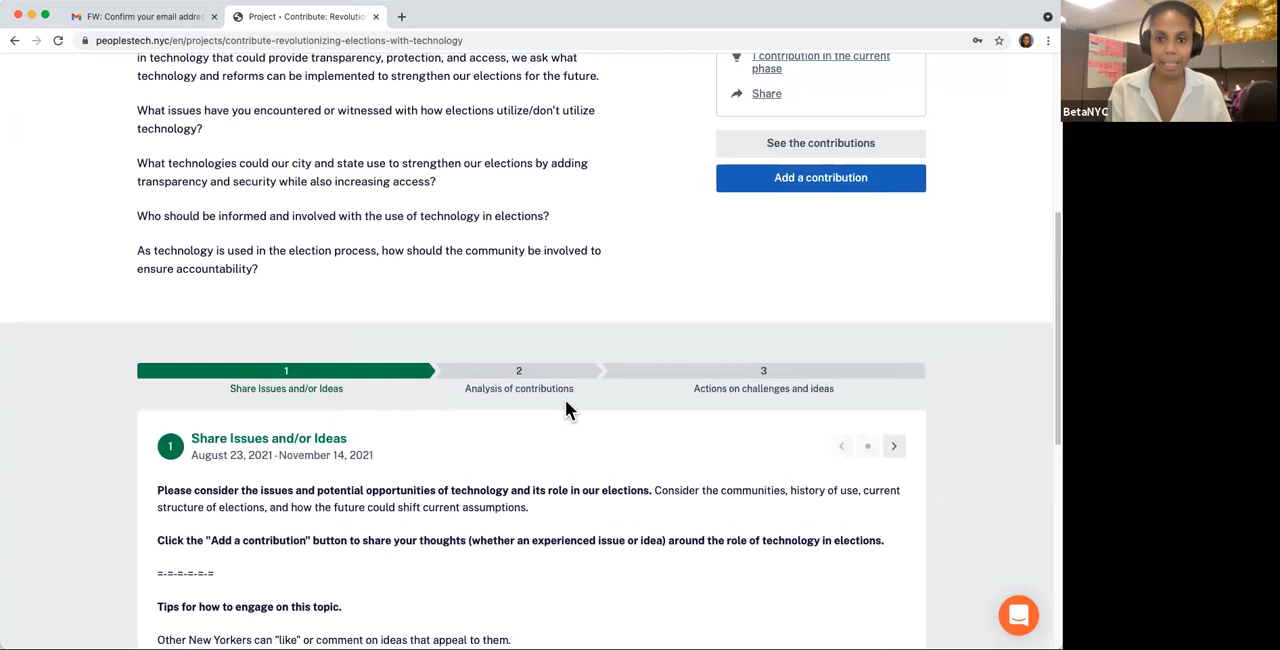 FW: Confirm your email addres
Project • Contribute: Revolutio
peoplestech.nyc/en/projects/contribute-revolutionizing-elections-with-technology
in technology that could provide transparency, protection, and access, we ask what
technology and reforms can be implemented to strengthen our elections for the future.
What issues have you encountered or witnessed with how elections utilize/don't utilize
technology?
What technologies could our city and state use to strengthen our elections by adding
transparency and security while also increasing access?
Who should be informed and involved with the use of technology in elections?
As technology is used in the election process, how should the community be involved to
ensure accountability?
1 contribution in the current
phase
Share
See the contributions
Add a contribution
BetaNYC
1
2
3
Share Issues and/or Ideas
Analysis of contributions
Actions on challenges and ideas
1
Share Issues and/or Ideas
August 23, 2021 - November 14, 2021
Please consider the issues and potential opportunities of technology and its role in our elections. Consider the communities, history of use, current
structure of elections, and how the future could shift current assumptions.
Click the "Add a contribution" button to share your thoughts (whether an experienced issue or idea) around the role of technology in elections.
=-=-=-=-=-=
Tips for how to engage on this topic.
Other New Yorkers can "like" or comment on ideas that appeal to them.